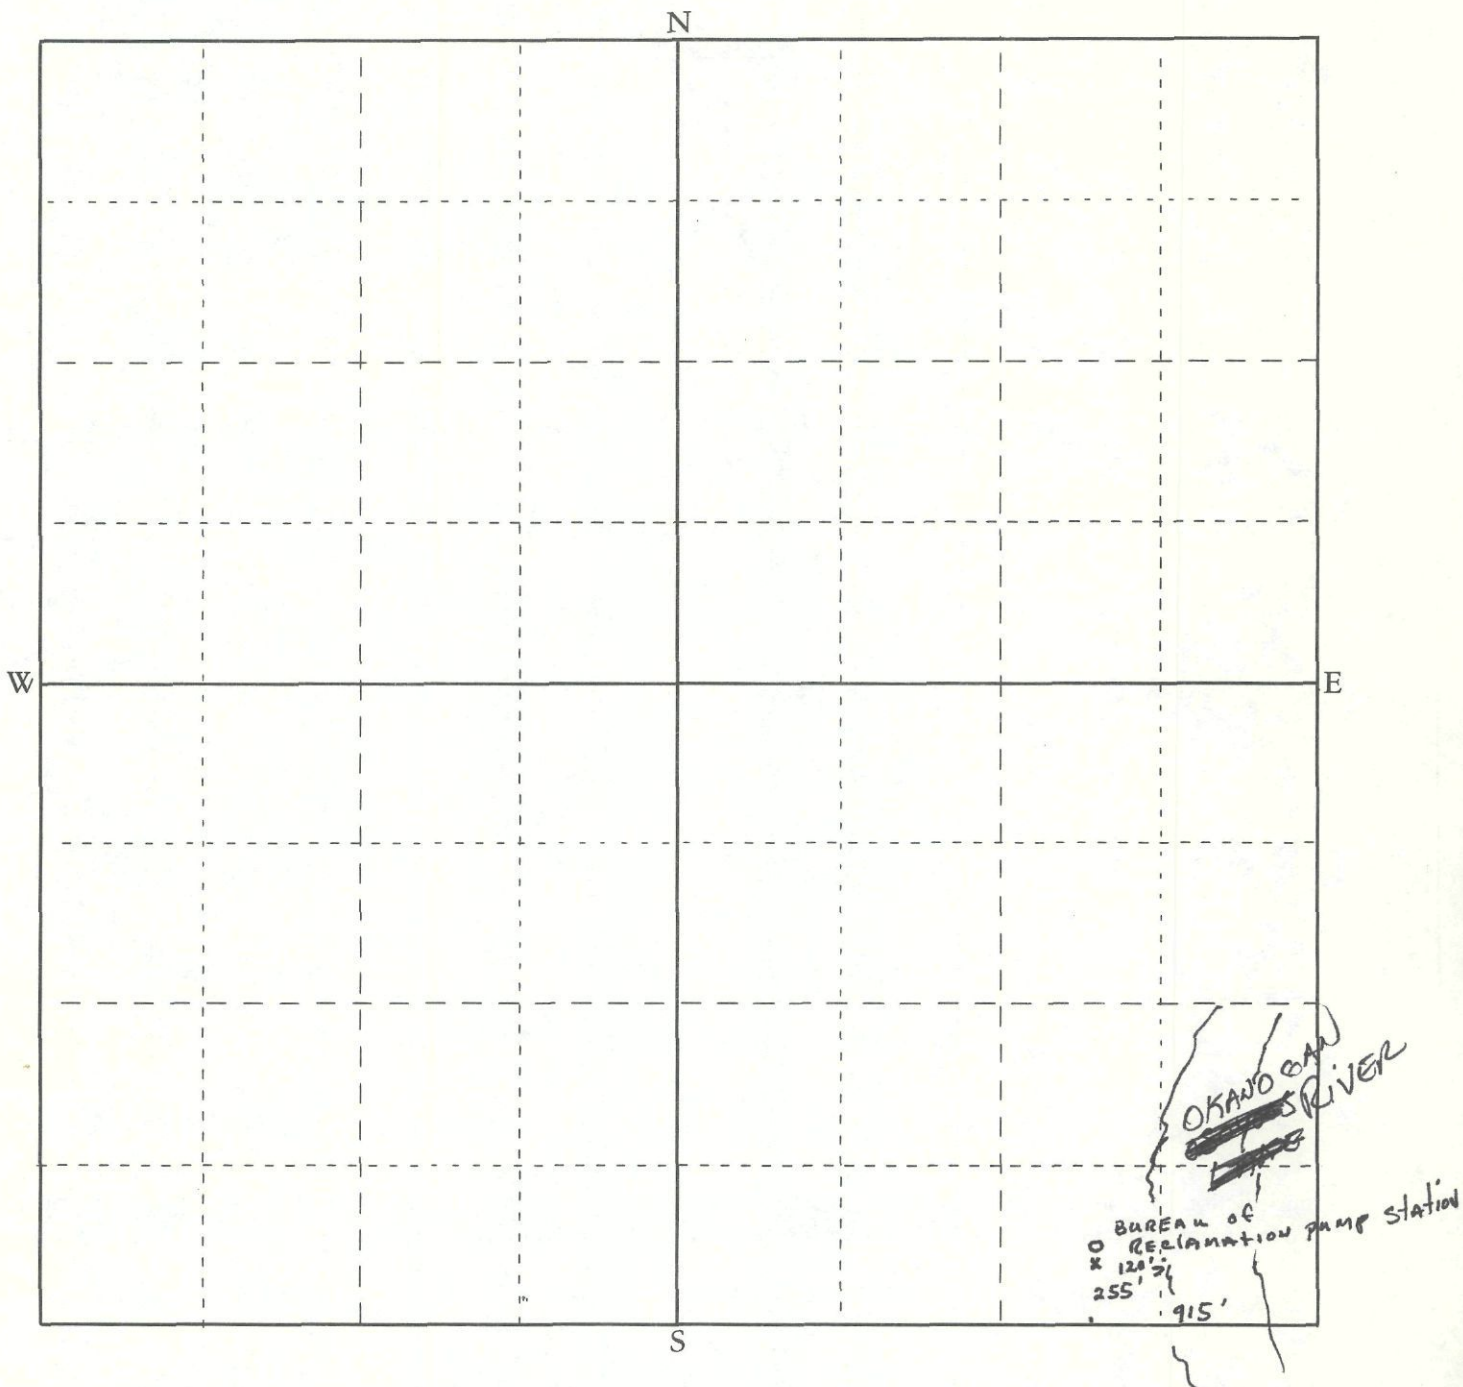 N
W
E
OKANOGAN
RIVER
BUREAU OF
O RECLAMATION PUMP STATION
X 120'
255'
915'
S